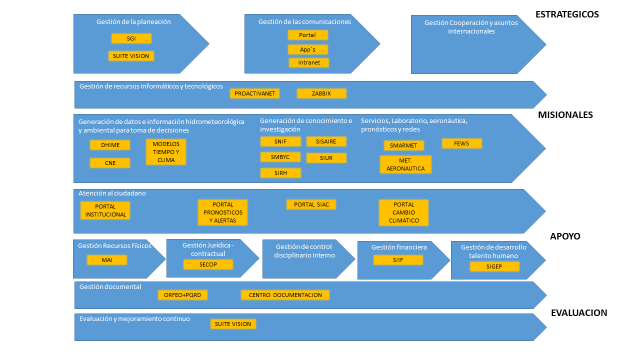 ESTRATEGICOS
Gestión de la planeación
SGI
SUITE VISION
Gestión de las comunicaciones
Portal
App´s
Intranet
Gestión Cooperación y asuntos
internacionales
Gestión de recursos informáticos y tecnológicos
PROACTIVANET
ZABBIX
MISIONALES
Generación de datos e información hidrometeorológica
y ambiental para toma de decisiones
DHIME
CNE
MODELOS
TIEMPO Y
CLIMA
Generación de conocimiento e
Investigación
SNIF
SISAIRE
SMBYC
SIUR
SIRH
Servicios, Laboratorio, aeronáutica,
pronósticos y redes
SMARMET
FEWS
MET.
AERONAUTICA
Atención al ciudadano
PORTAL
INSTITUCIONAL
PORTAL
PRONOSTICOS
Y ALERTAS
PORTAL SIAC
PORTAL
CAMBIO
CLIMÁTICO
APOYO
Gestión Recursos Físicos
MAI
Gestión Jurídica -
contractual
SECOP
Gestión de control
disciplinario interno
Gestión financiera
SIIF
Gestión de desarrollo
talento humano
SIGEP
Gestión documental
ORFEO+PQRD
CENTRO DOCUMENTACION
EVALUACION
Evaluación y mejoramiento continuo
SUITE VISION